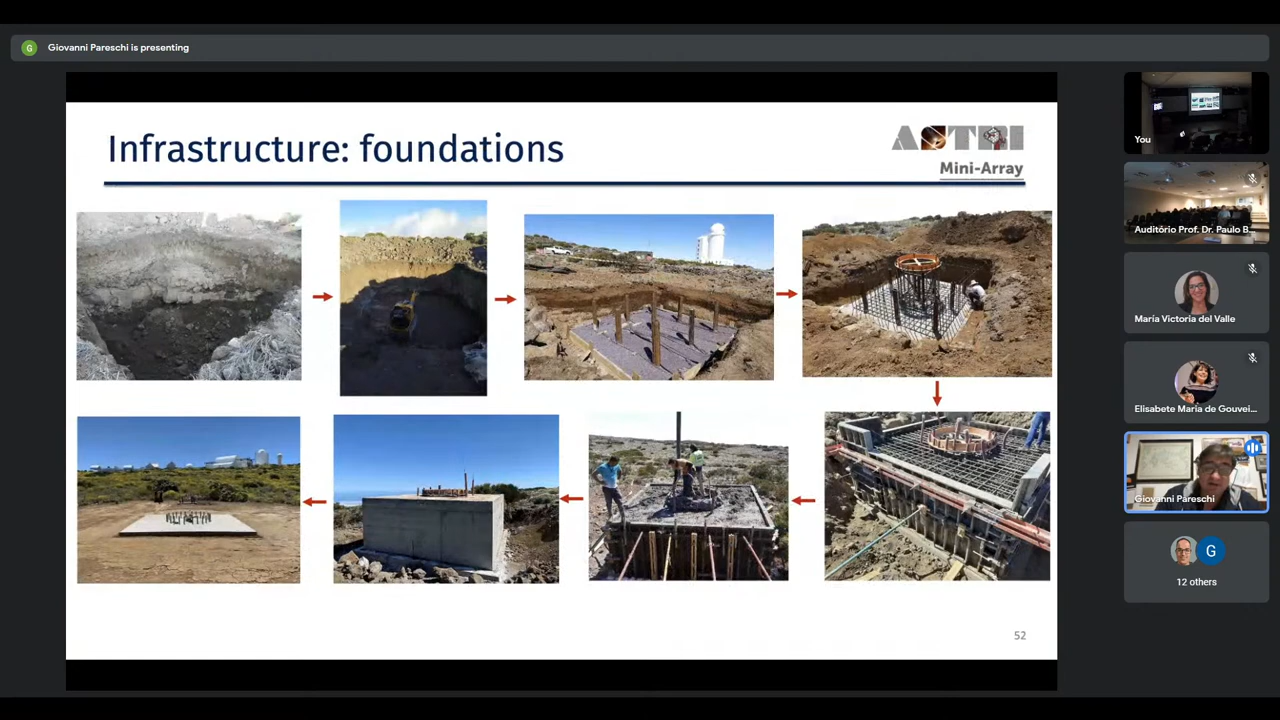 G
Giovanni Pareschi is presenting
Infrastructure: foundations
ASTRI
Mini-Array
52
You
Auditório Prof. Dr. Paulo B...
María Victoria del Valle
Elisabete Maria de Gouvei...
Giovanni Pareschi
G
12 others